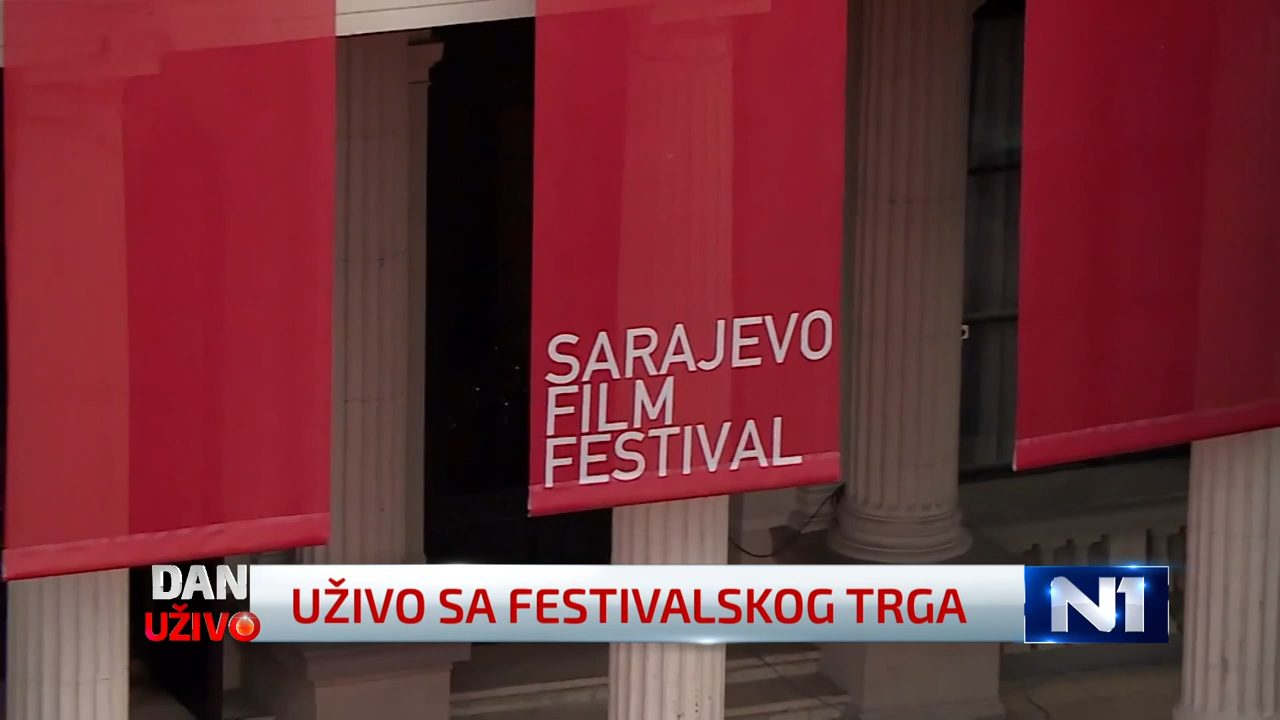 SARAJEVO
FILM
FESTIVAL
DAN
UŽIVO
UŽIVO SA FESTIVALSKOG TRGA
N1